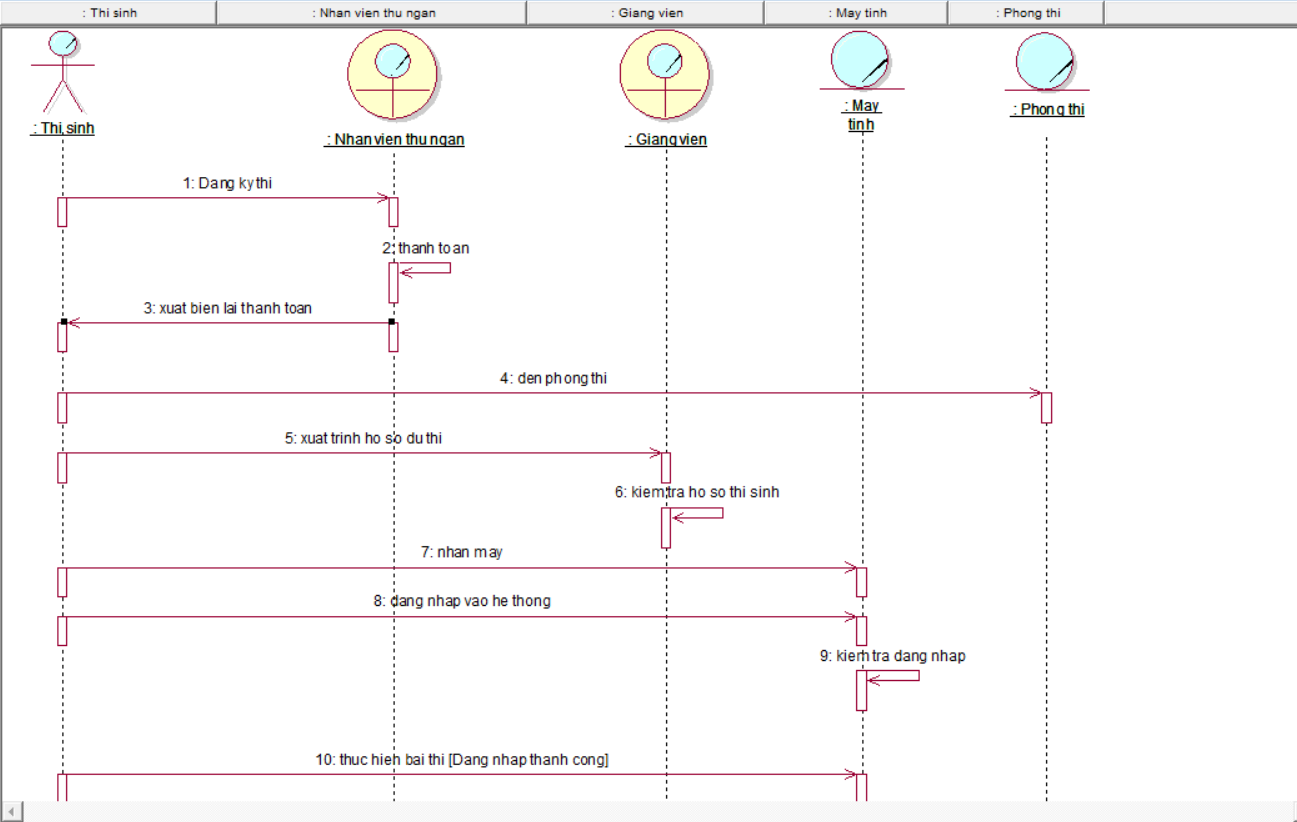 : Thi sinh
: Nhan vien thu ngan
: Giang vien
: May tinh
: Phong thi
: Thi sinh
: Nhan vien thu ngan
: Giang vien
: May
tinh
: Phong thi
1: Dang ky thi
2: thanh toan
3: xuat bien lai thanh toan
4: den phong thi
5: xuat trinh ho so du thi
6: kiem tra ho so thi sinh
7: nhan may
8: dang nhap vao he thong
9: kiem tra dang nhap
10: thuc hieh bai thi [Dang nhap thanh cong]